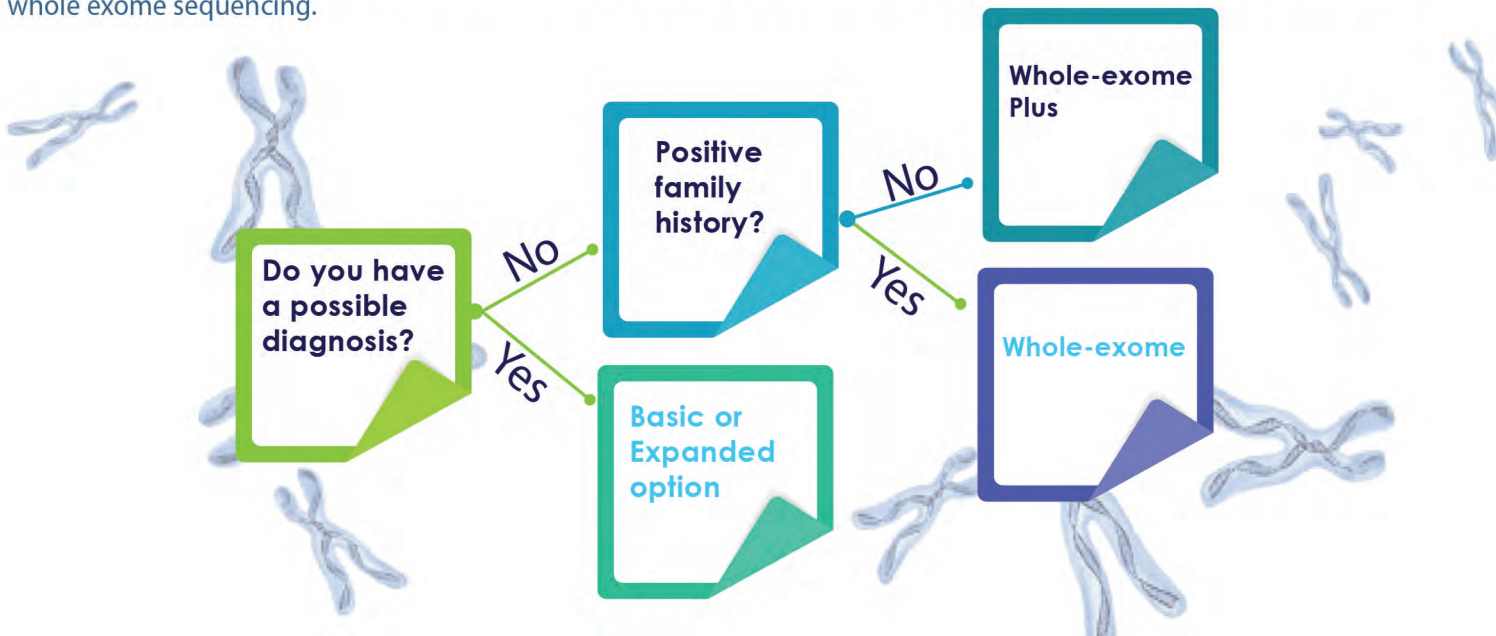 whole exome sequencing.
Do you have
a possible
diagnosis?
No
Yes
Positive
family
history?
Basic or
Expanded
option
No
Yes
Whole-exome
Plus
Whole-exome